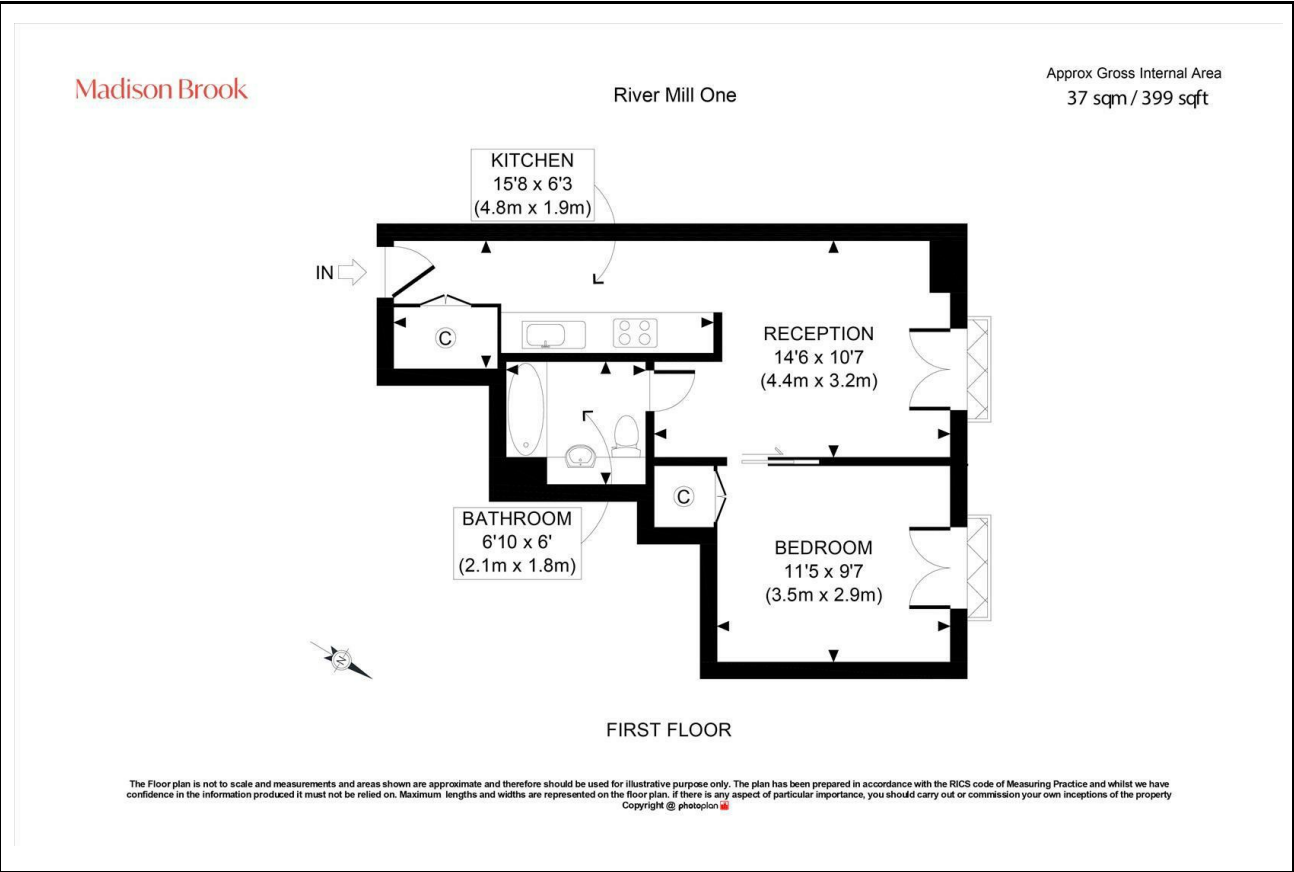 Madison Brook
River Mill One
Approx Gross Internal Area
37 sqm / 399 sqft
KITCHEN
15'8 x 6'3
(4.8m x 1.9m)
IN
C
RECEPTION
14'6 x 10'7
(4.4m x 3.2m)
C
BATHROOM
6'10 x 6'
(2.1m x 1.8m)
BEDROOM
11'5 x 9'7
(3.5m x 2.9m)
N
FIRST FLOOR
The Floor plan is not to scale and measurements and areas shown are approximate and therefore should be used for illustrative purpose only. The plan has been prepared in accordance with the RICS code of Measuring Practice and whilst we have
confidence in the information produced it must not be relied on. Maximum lengths and widths are represented on the floor plan. if there is any aspect of particular importance, you should carry out or commission your own inceptions of the property
Copyright @ photoplan